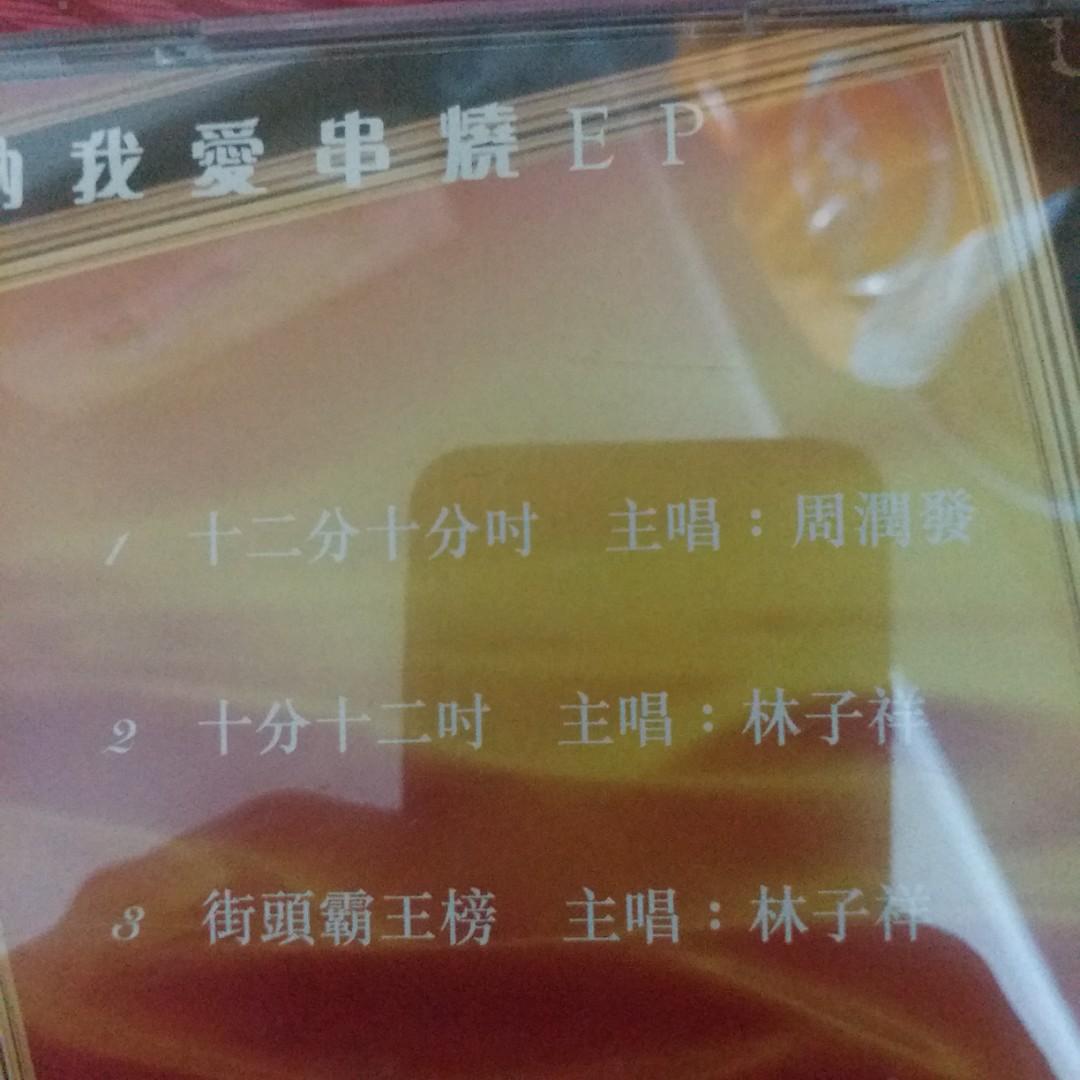 我愛串燒EP
1 十二分十分吋 主唱：周潤發
2 十分十二吋 主唱：林子祥
3 街頭霸王榜 主唱：林子祥